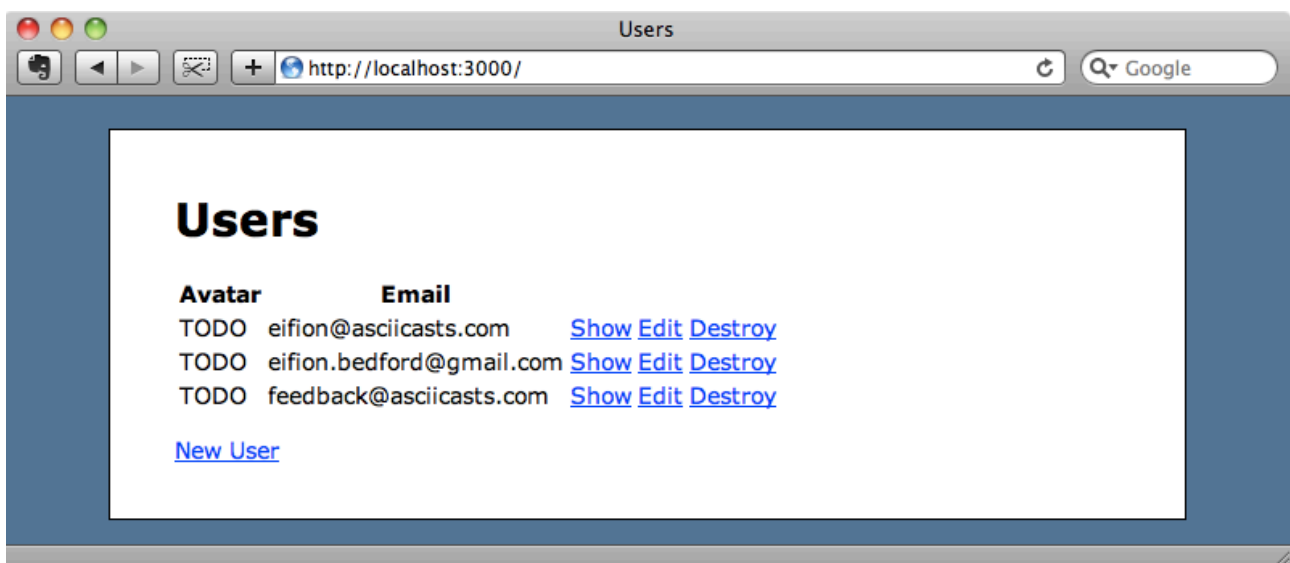 Users
http://localhost:3000/
Google
Users
Avatar Email
TODO eifion@asciicasts.com Show Edit Destroy
TODO eifion.bedford@gmail.com Show Edit Destroy
TODO feedback@asciicasts.com Show Edit Destroy
New User